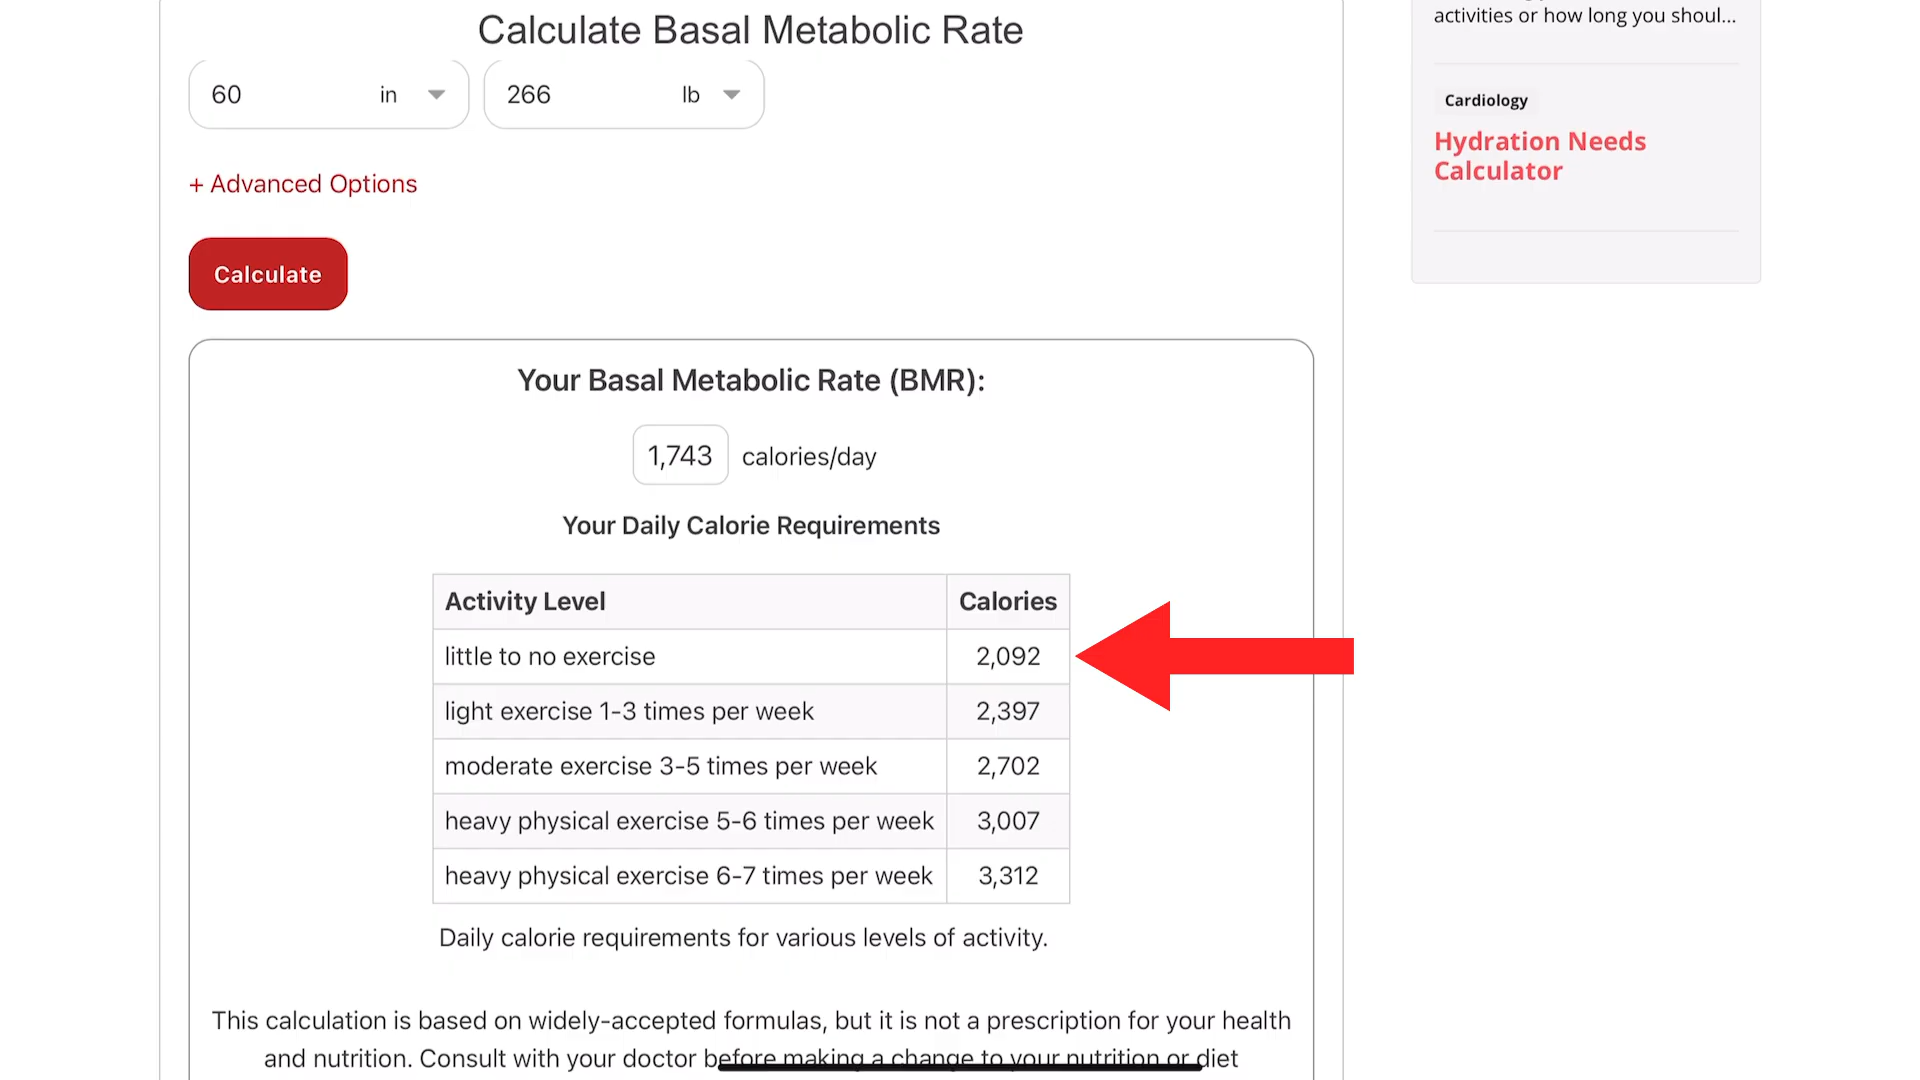 Calculate Basal Metabolic Rate
60 in 266 lb
+ Advanced Options
Calculate
Your Basal Metabolic Rate (BMR):
1,743 calories/day
Your Daily Calorie Requirements
Activity Level Calories
little to no exercise 2,092
light exercise 1-3 times per week 2,397
moderate exercise 3-5 times per week 2,702
heavy physical exercise 5-6 times per week 3,007
heavy physical exercise 6-7 times per week 3,312
Daily calorie requirements for various levels of activity.
This calculation is based on widely-accepted formulas, but it is not a prescription for your health
and nutrition. Consult with your doctor before making a change to your nutrition or diet
activities or how long you shoul...
Cardiology
Hydration Needs
Calculator